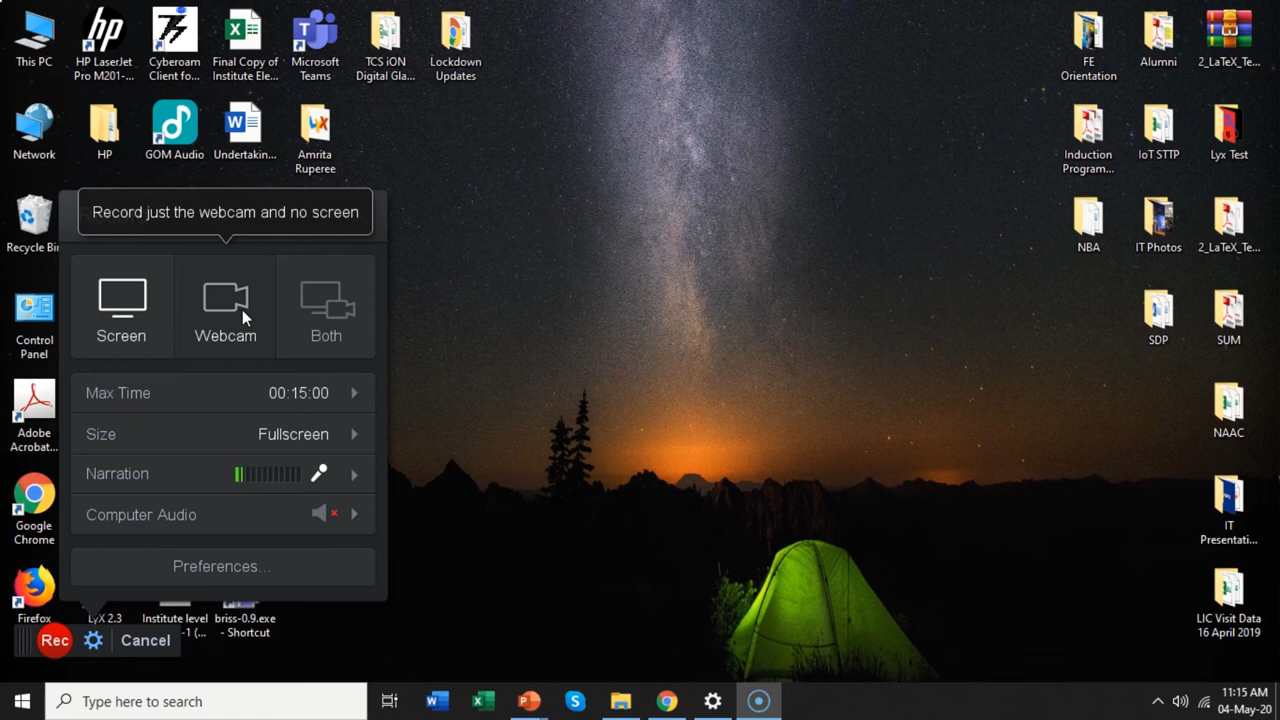 This PC
HP LaserJet
Pro M201-...
Cyberoam
Client fo...
Final Copy of
Institute Ele...
Microsoft
Teams
TCS iON
Digital Gla...
Lockdown
Updates
FE
Orientation
Alumni
2_LaTeX_Te...
Network
HP
GOM Audio
Undertakin...
Amrita
Ruperee
Induction
Program...
IoT STTP
Lyx Test
Recycle Bin
NBA
IT Photos
2_LaTeX_Te...
Record just the webcam and no screen
Screen
Webcam
Both
Control
Panel
SDP
SUM
Max Time
00:15:00
Size
Fullscreen
Narration
Computer Audio
Preferences...
Adobe
Acrobat...
NAAC
Google
Chrome
IT
Presentati...
Firefox
LyX 2.3
Institute level
-1 (...
briss-0.9.exe
- Shortcut
LIC Visit Data
16 April 2019
Rec
Cancel
Type here to search
11:15 AM
04-May-20